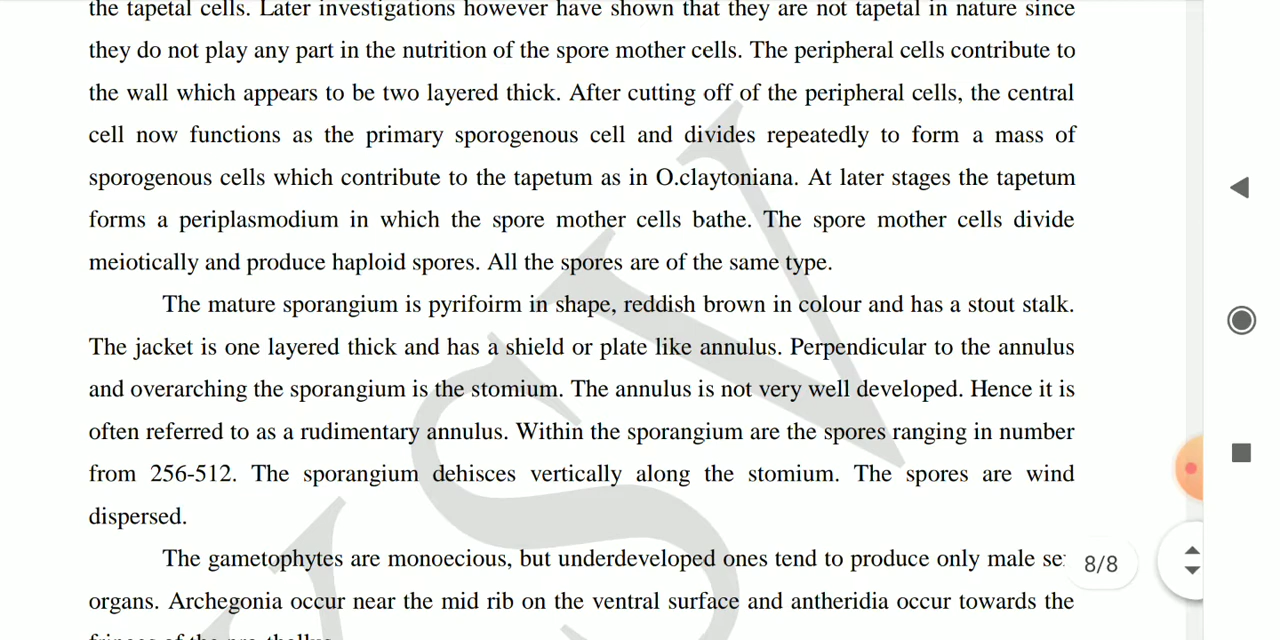 the tapetal cells. Later investigations however have shown that they are not tapetal in nature since
they do not play any part in the nutrition of the spore mother cells. The peripheral cells contribute to
the wall which appears to be two layered thick. After cutting off of the peripheral cells, the central
cell now functions as the primary sporogenous cell and divides repeatedly to form a mass of
sporogenous cells which contribute to the tapetum as in O.claytoniana. At later stages the tapetum
forms a periplasmodium in which the spore mother cells bathe. The spore mother cells divide
meiotically and produce haploid spores. All the spores are of the same type.
The mature sporangium is pyrifoirm in shape, reddish brown in colour and has a stout stalk.
The jacket is one layered thick and has a shield or plate like annulus. Perpendicular to the annulus
and overarching the sporangium is the stomium. The annulus is not very well developed. Hence it is
often referred to as a rudimentary annulus. Within the sporangium are the spores ranging in number
from 256-512. The sporangium dehisces vertically along the stomium. The spores are wind
dispersed.
The gametophytes are monoecious, but underdeveloped ones tend to produce only male
8/8
organs. Archegonia occur near the mid rib on the ventral surface and antheridia occur towards the
SV